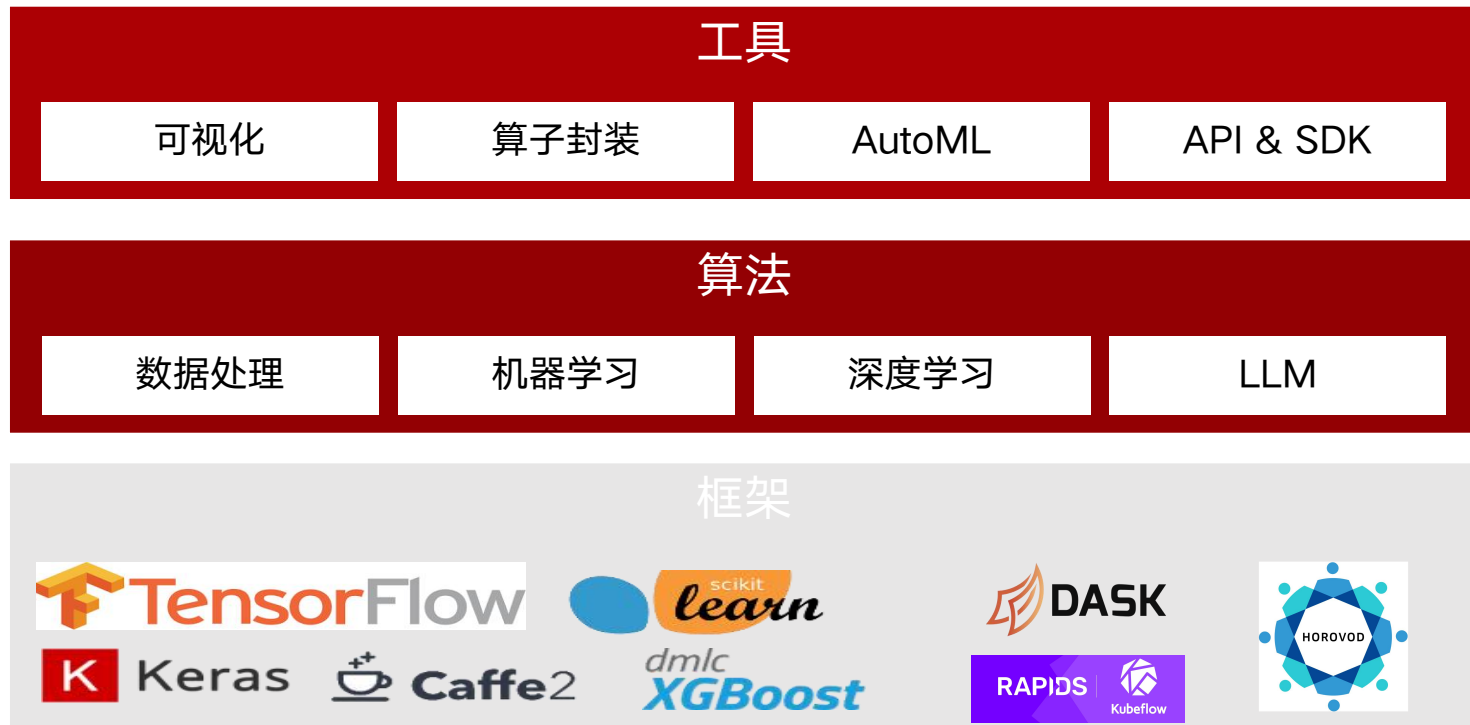 工具
可视化
算子封装
AutoML
API & SDK
算法
数据处理
机器学习
深度学习
LLM
框架
TensorFlow
scikit
learn
DASK
HOROVOD
K Keras
Caffe2
dmlc
XGBoost
RAPIDS
Kubeflow